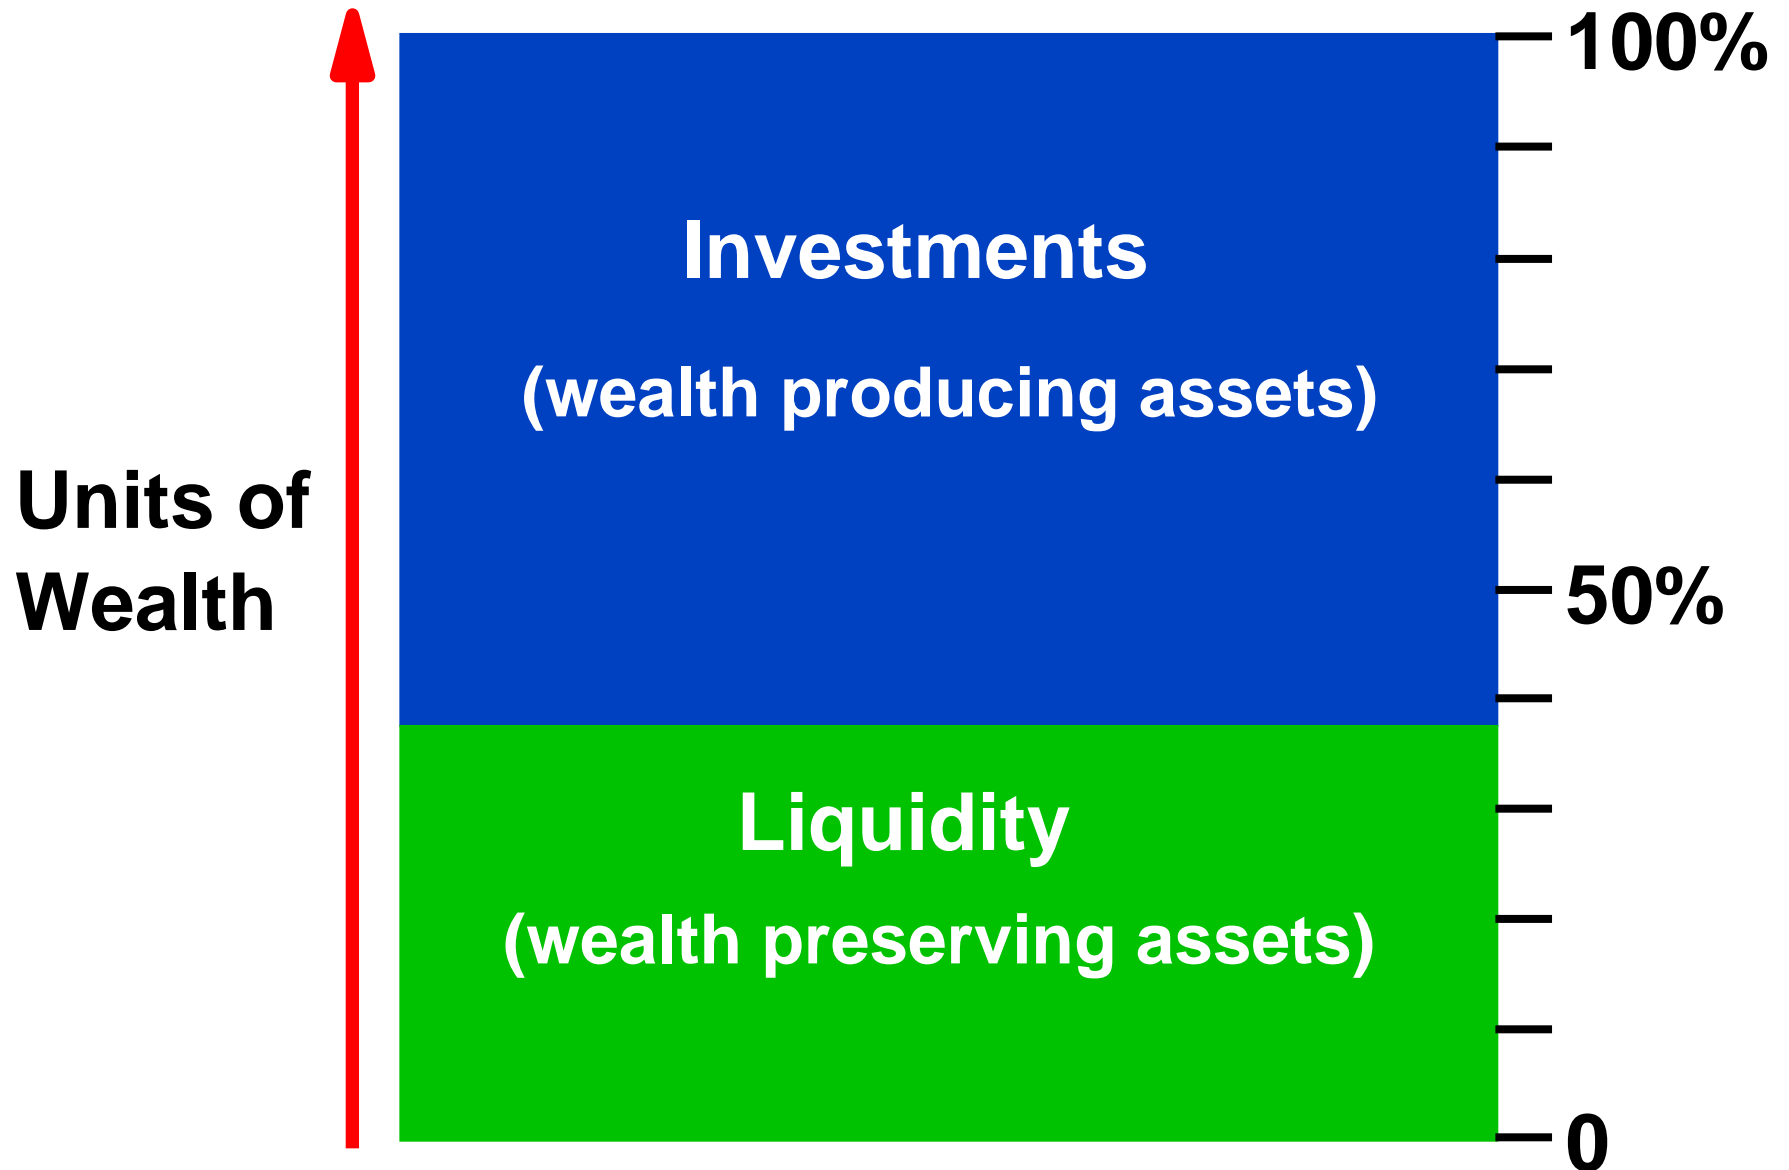 100%
Investments
(wealth producing assets)
Units of
Wealth
50%
Liquidity
(wealth preserving assets)
0